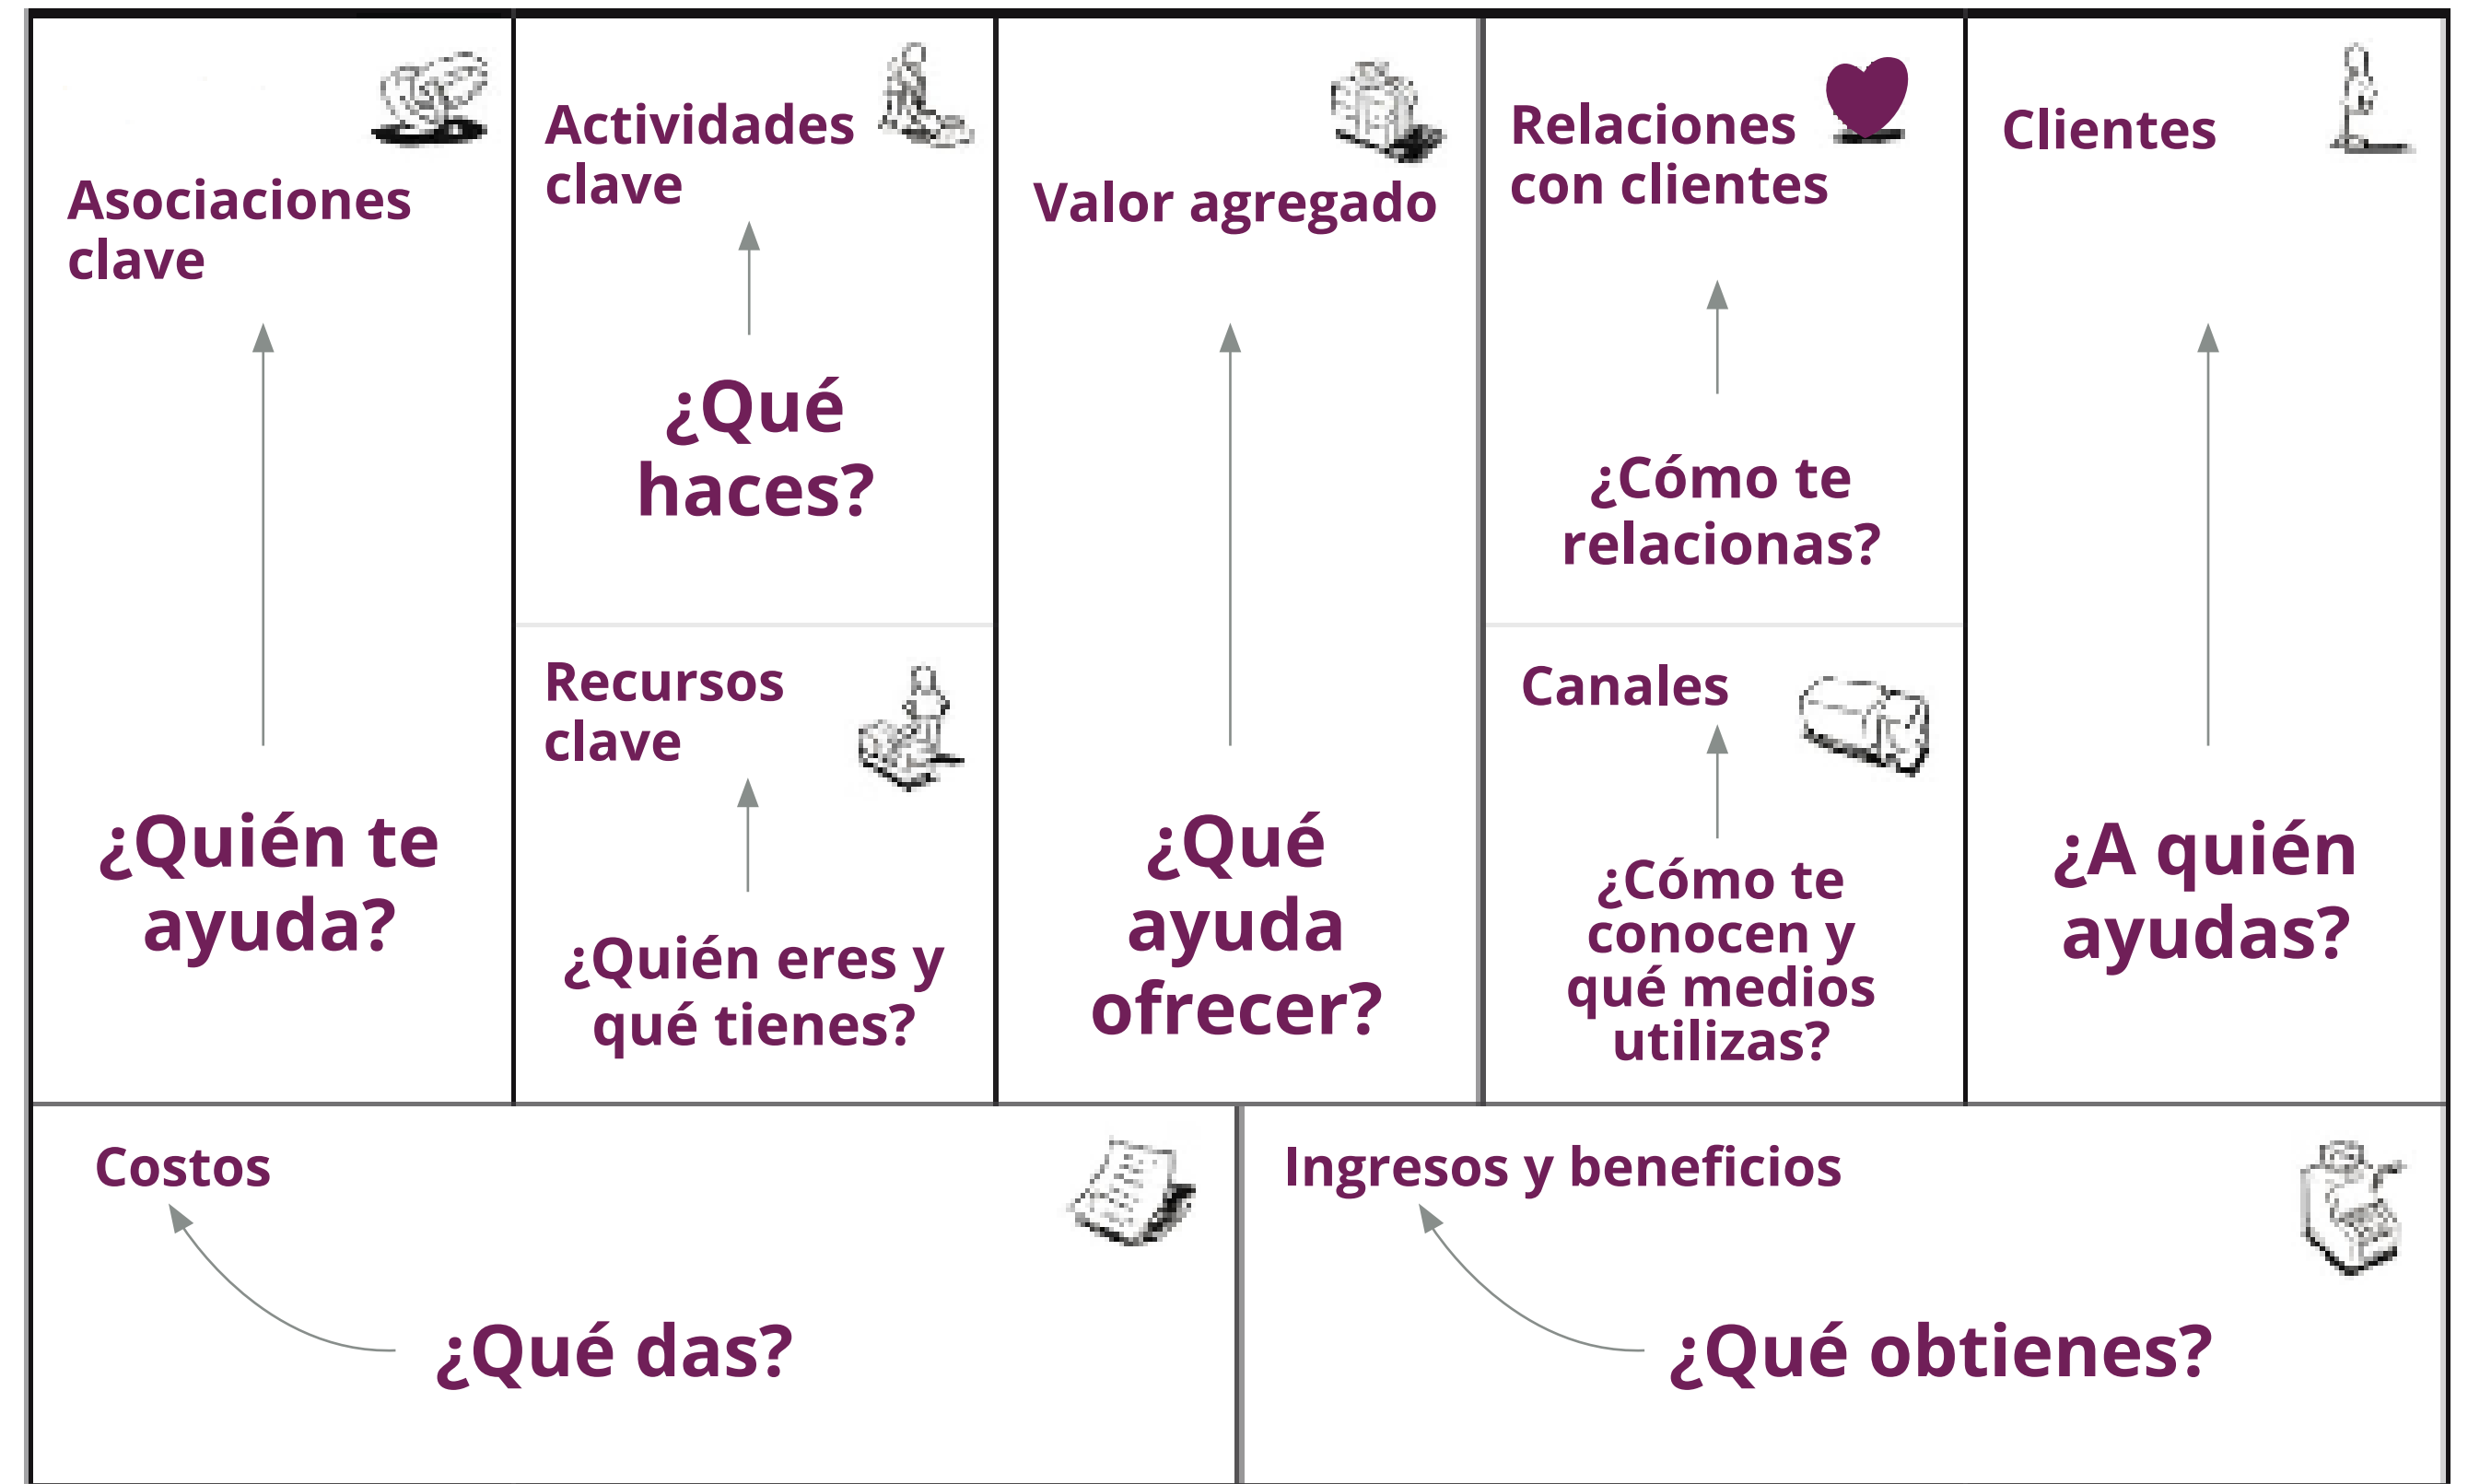 Asociaciones
clave
¿Quién te
ayuda?
Actividades
clave
¿Qué
haces?
Recursos
clave
¿Quién eres y
qué tienes?
Valor agregado
¿Qué
ayuda
ofrecer?
Relaciones
con clientes
¿Cómo te
relacionas?
Canales
¿Cómo te
conocen y
qué medios
utilizas?
Clientes
¿A quién
ayudas?
Costos
¿Qué das?
Ingresos y beneficios
¿Qué obtienes?